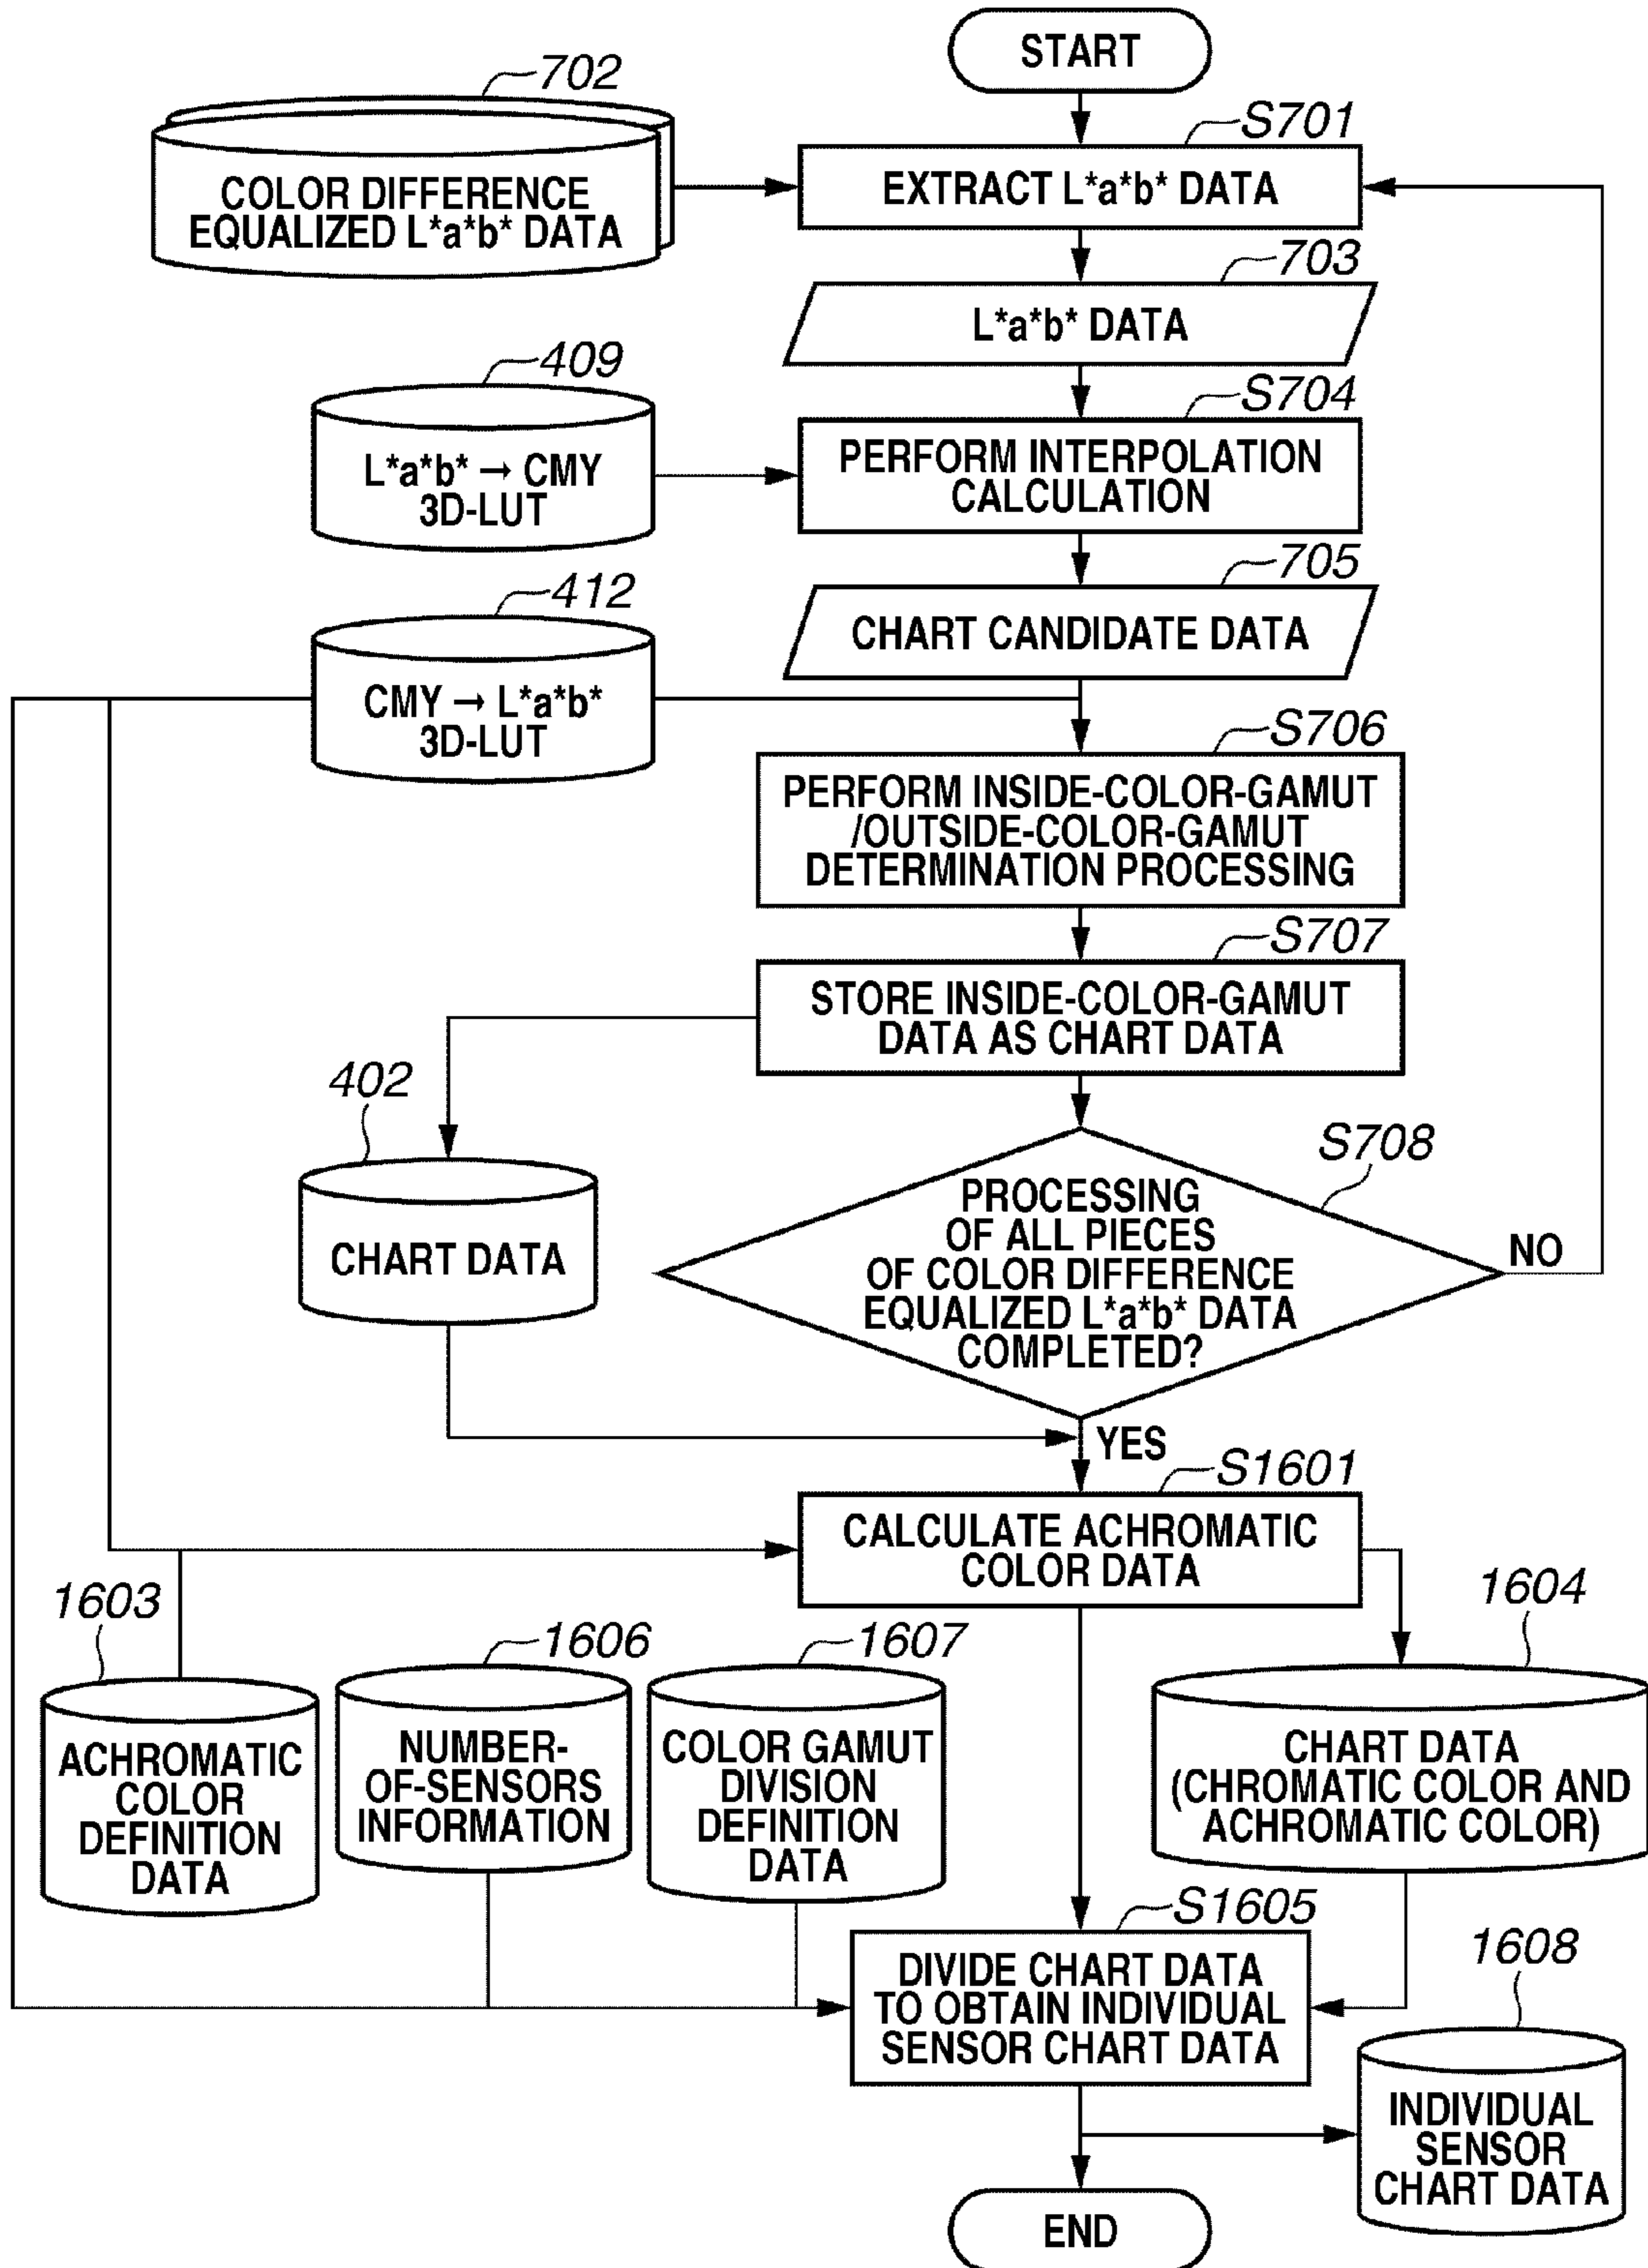 START
702
S701
COLOR DIFFERENCE
EQUALIZED L*a*b* DATA
EXTRACT L*a*b* DATA
703
L*a*b* DATA
409
S704
L*a*b* → CMY
3D-LUT
PERFORM INTERPOLATION
CALCULATION
705
412
CHART CANDIDATE DATA
CMY → L*a*b*
3D-LUT
S706
PERFORM INSIDE-COLOR-GAMUT
/OUTSIDE-COLOR-GAMUT
DETERMINATION PROCESSING
S707
STORE INSIDE-COLOR-GAMUT
DATA AS CHART DATA
402
CHART DATA
S708
PROCESSING
OF ALL PIECES
OF COLOR DIFFERENCE
EQUALIZED L*a*b* DATA
COMPLETED?
NO
YES
S1601
CALCULATE ACHROMATIC
COLOR DATA
1603
1606
1607
1604
ACHROMATIC
COLOR
DEFINITION
DATA
NUMBER-
OF-SENSORS
INFORMATION
COLOR GAMUT
DIVISION
DEFINITION
DATA
CHART DATA
(CHROMATIC COLOR AND
ACHROMATIC COLOR)
S1605
DIVIDE CHART DATA
TO OBTAIN INDIVIDUAL
SENSOR CHART DATA
1608
INDIVIDUAL
SENSOR
CHART DATA
END